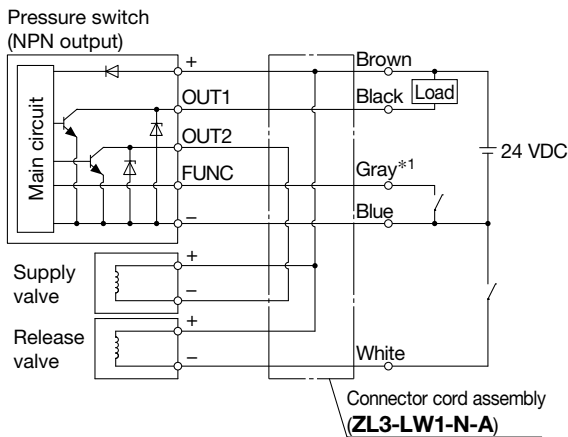 Pressure switch
(NPN output)
Main circuit
+
OUT1
OUT2
FUNC
−
Brown
Black
Load
Gray*1
Blue
24 VDC
Supply
valve
+
−
Release
valve
+
−
White
Connector cord assembly
(ZL3-LW1-N-A)